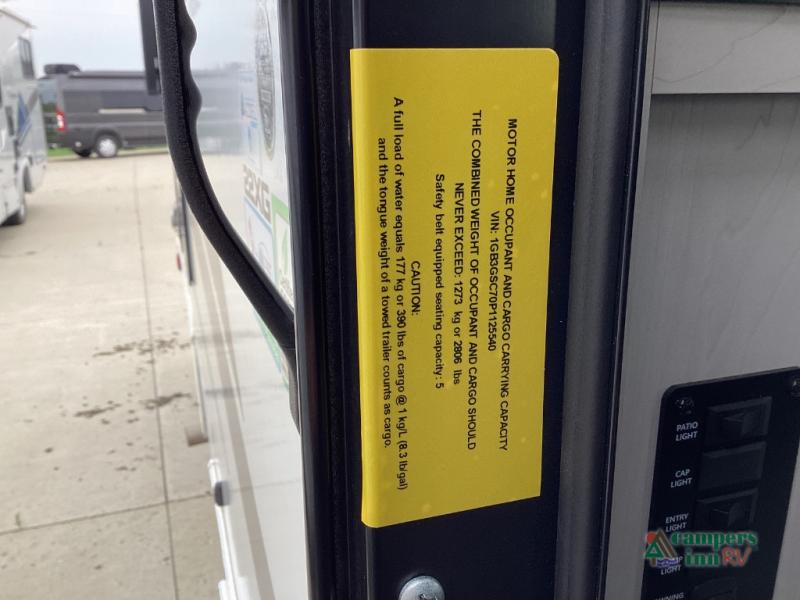 MOTOR HOME OCCUPANT AND CARGO CARRYING CAPACITY
VIN: 1GB3GSC70P1125540
THE COMBINED WEIGHT OF OCCUPANT AND CARGO SHOULD
NEVER EXCEED: 1273 kg or 2806 lbs
Safety belt equipped seating capacity: 5
CAUTION:
A full load of water equals 177 kg or 390 lbs of cargo @ 1 kg/L (8.3 lb/gal)
and the tongue weight of a towed trailer counts as cargo.
22XG
PATIO
LIGHT
CAP
LIGHT
ENTRY
LIGHT
LIGHT
campers
inn RV